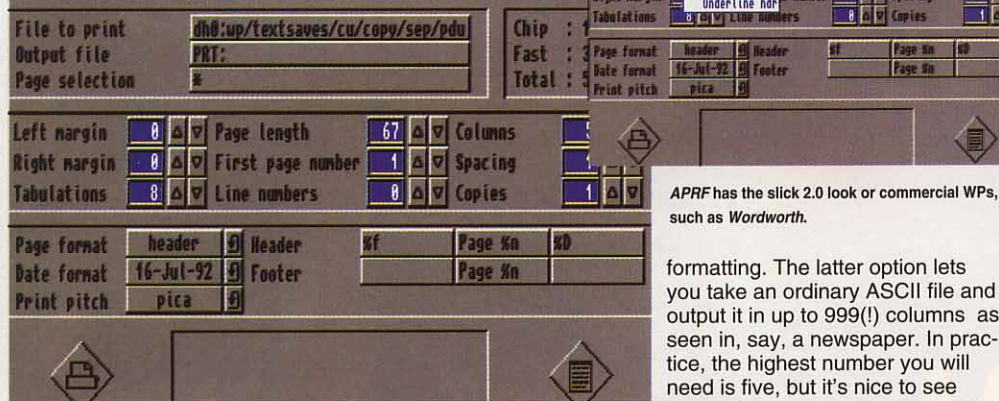 File to print dh0:wp/textsaves/cu/copy/sep/pdu
Output file PRT:
Page selection *
Chip :
Fast :
Total :
Left margin 0 Page length 67 Columns
Right margin 0 First page number 1 Spacing
Tabulations 8 Line numbers 0 Copies 1
Page format header Header %f Page %n %D
Date format 16-Jul-92 Footer Page %n
Print pitch pica
Underline
Tabulations 8 Line numbers 0 Copies
Page format header Header %f Page %n %D
Date format 16-Jul-92 Footer Page %n
Print pitch pica
APRF has the slick 2.0 look or commercial WPs,
such as Wordworth.
formatting. The latter option lets
you take an ordinary ASCII file and
output it in up to 999(!) columns as
seen in, say, a newspaper. In prac-
tice, the highest number you will
need is five, but it's nice to see